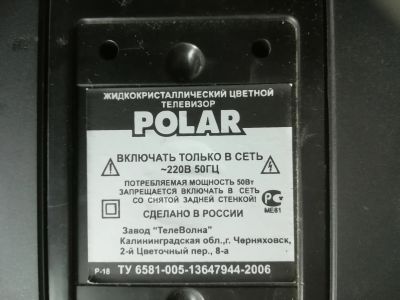 ЖИДКОКРИСТАЛЛИЧЕСКИЙ ЦВЕТНОЙ
ТЕЛЕВИЗОР
POLAR
ВКЛЮЧАТЬ ТОЛЬКО В СЕТЬ
~220В 50ГЦ
ПОТРЕБЛЯЕМАЯ МОЩНОСТЬ 50Вт
ЗАПРЕЩАЕТСЯ ВКЛЮЧАТЬ В СЕТЬ
СО СНЯТОЙ ЗАДНЕЙ СТЕНКОЙ!
МЕ61
СДЕЛАНО В РОССИИ
Завод "ТелеВолна"
Калининградская обл.,г. Черняховск,
2-й Цветочный пер., 8-а
Р-18 ТУ 6581-005-13647944-2006